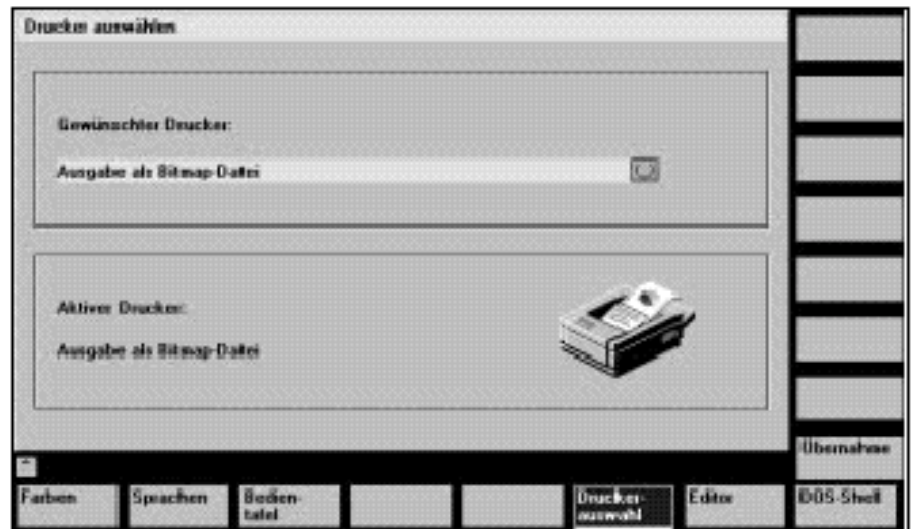 Drucker auswählen
Gewünschter Drucker:
Ausgabe als Bitmap-Datei
Aktiver Drucker:
Ausgabe als Bitmap-Datei
Übernahme
Farben
Sprachen
Bedien-
tafel
Drucker-
auswahl
Editor
DOS-Shell